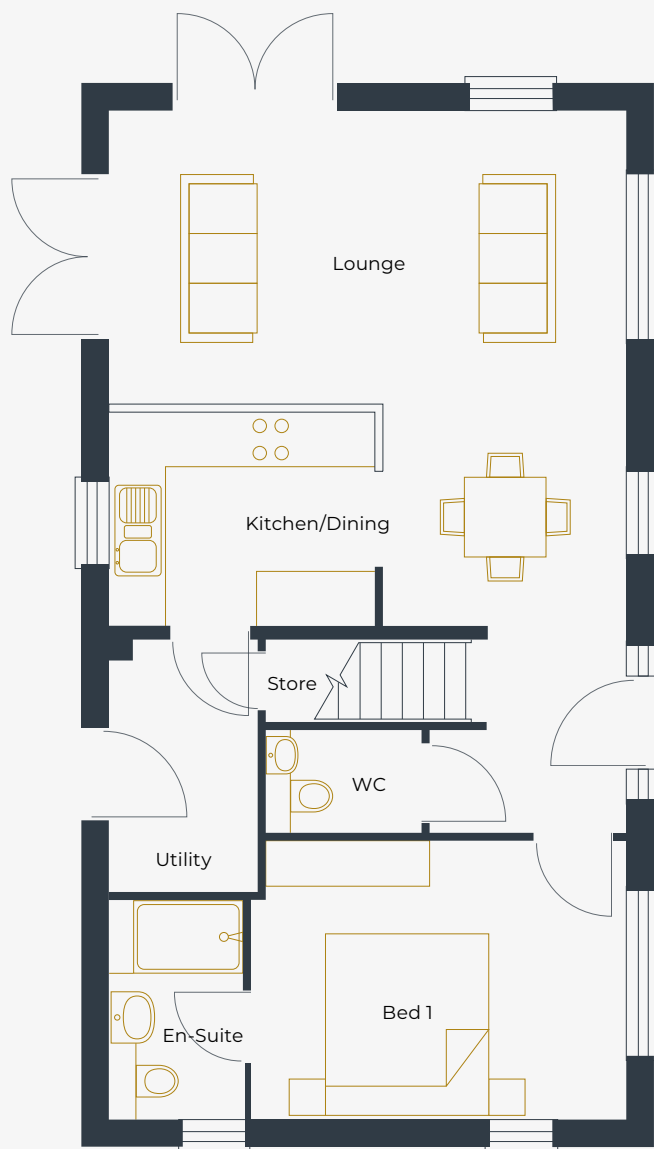 Lounge
Kitchen/Dining
Store
WC
Utility
Bed 1
En-Suite